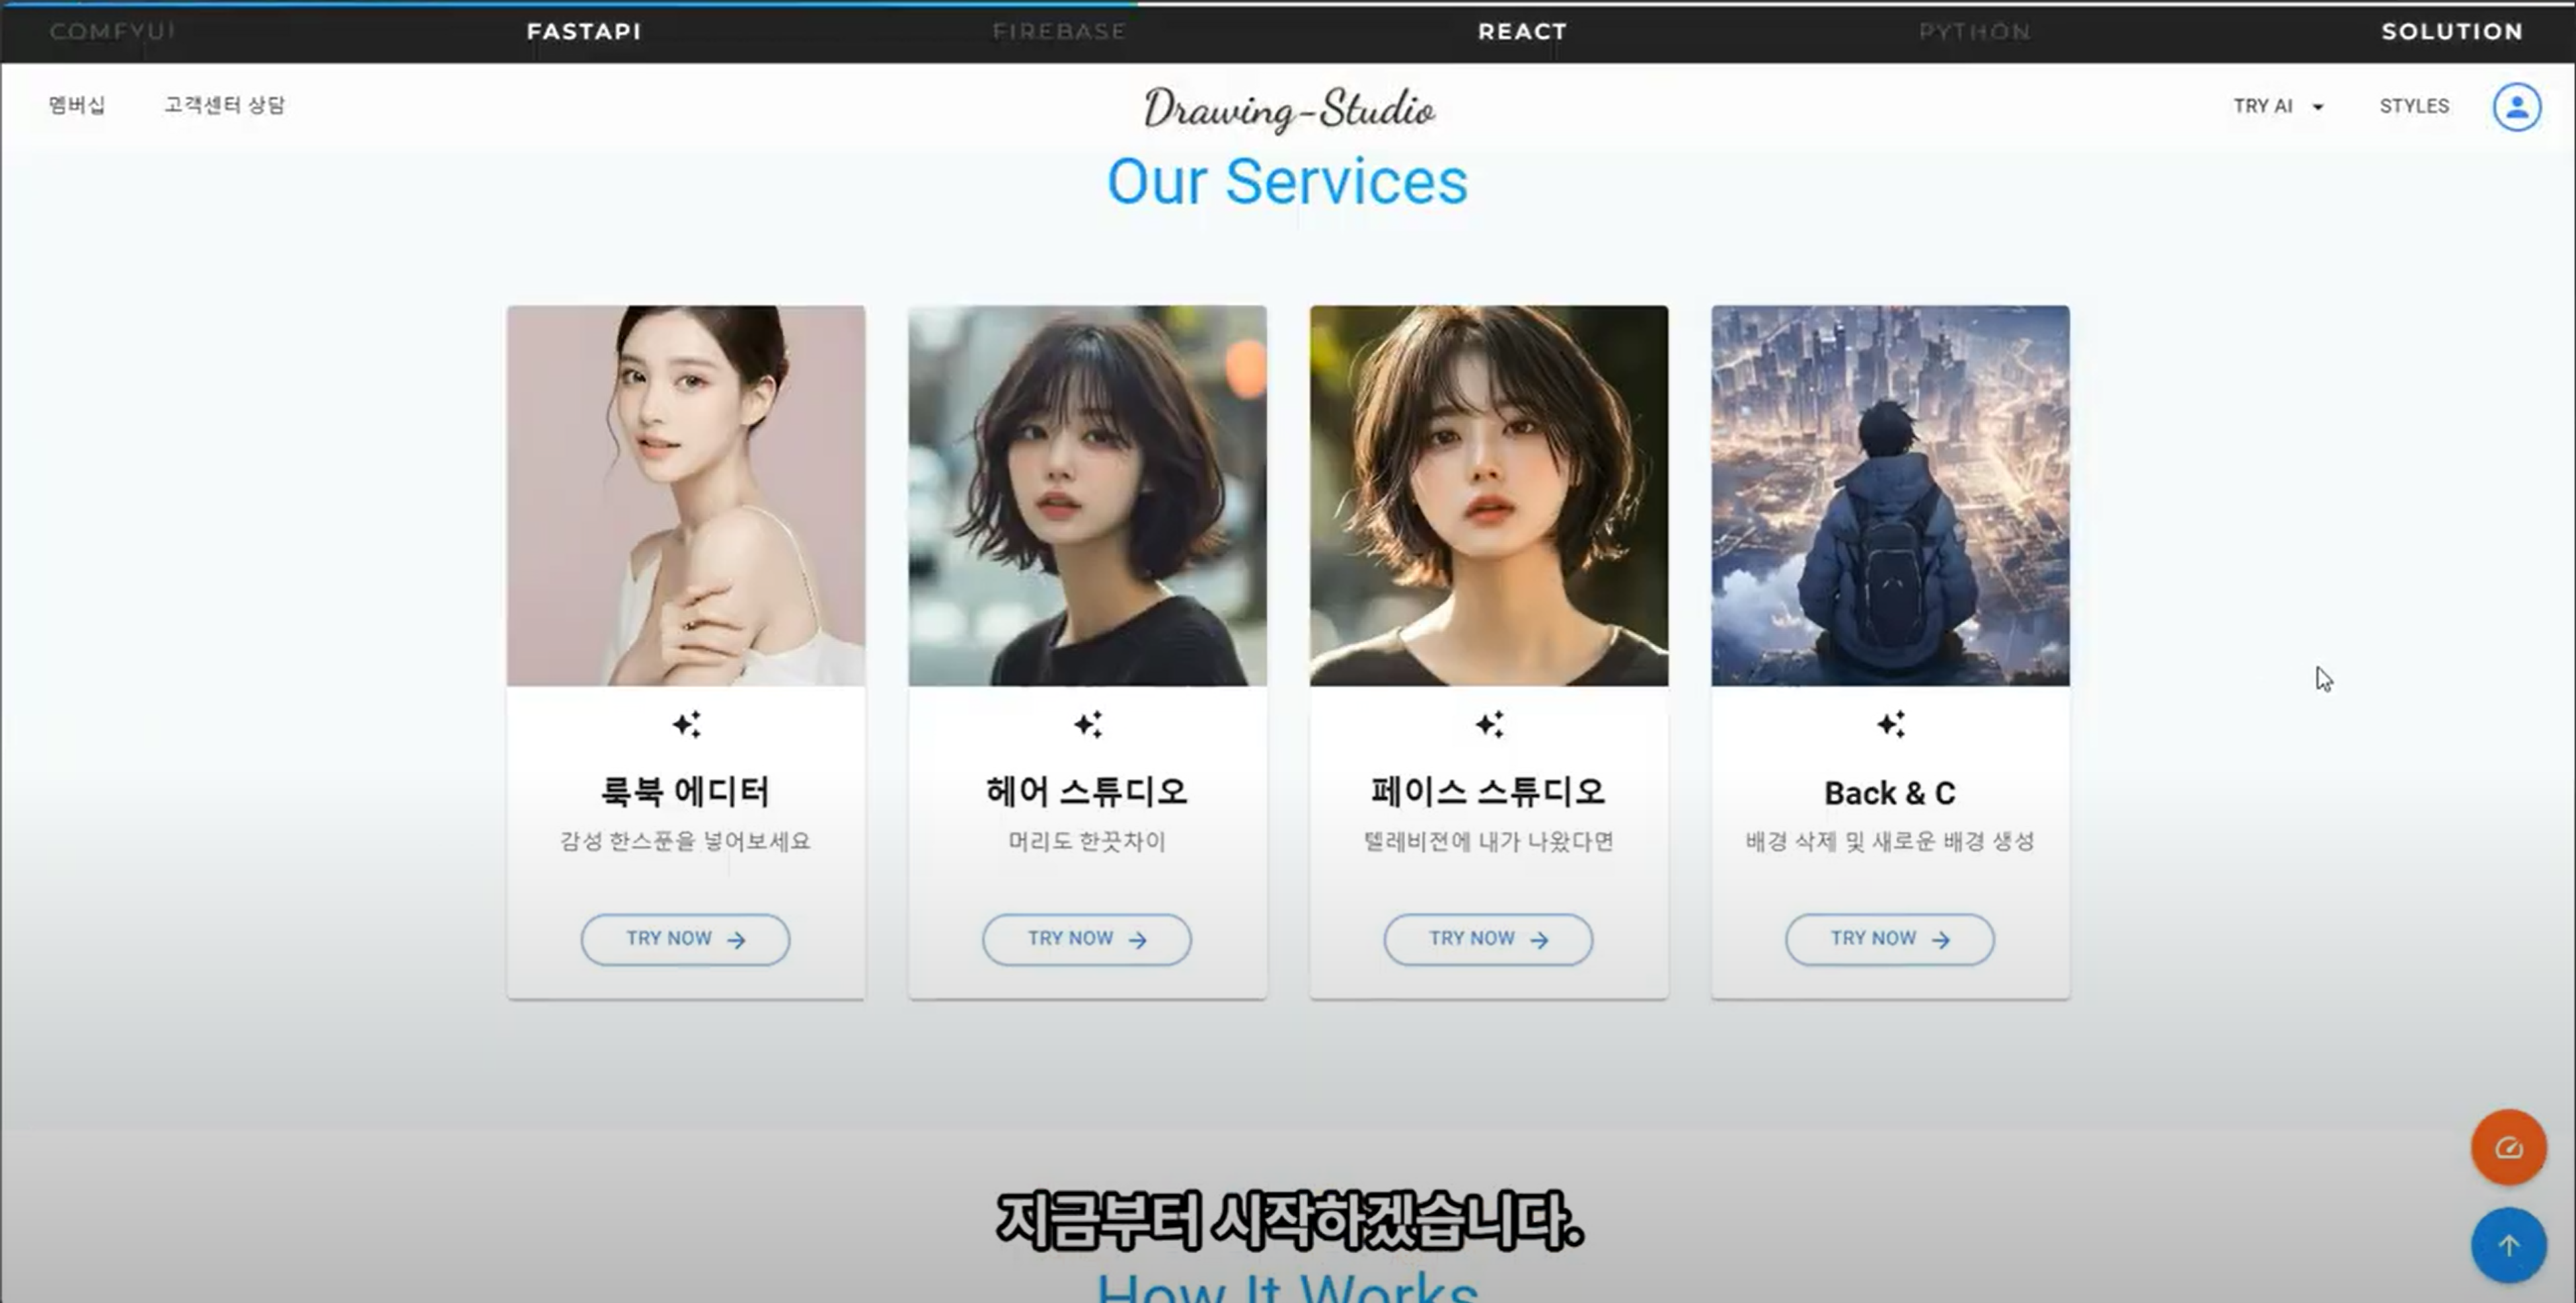 COMFYUI FASTAPI FIREBASE REACT PYTHON SOLUTION
멤버십 고객센터 상담 Drawing-Studio TRY AI STYLES
Our Services
룩북 에디터
감성 한스푼을 넣어보세요
TRY NOW
헤어 스튜디오
머리도 한끗차이
TRY NOW
페이스 스튜디오
텔레비젼에 내가 나왔다면
TRY NOW
Back & C
배경 삭제 및 새로운 배경 생성
TRY NOW
지금부터 시작하겠습니다.
How It Works